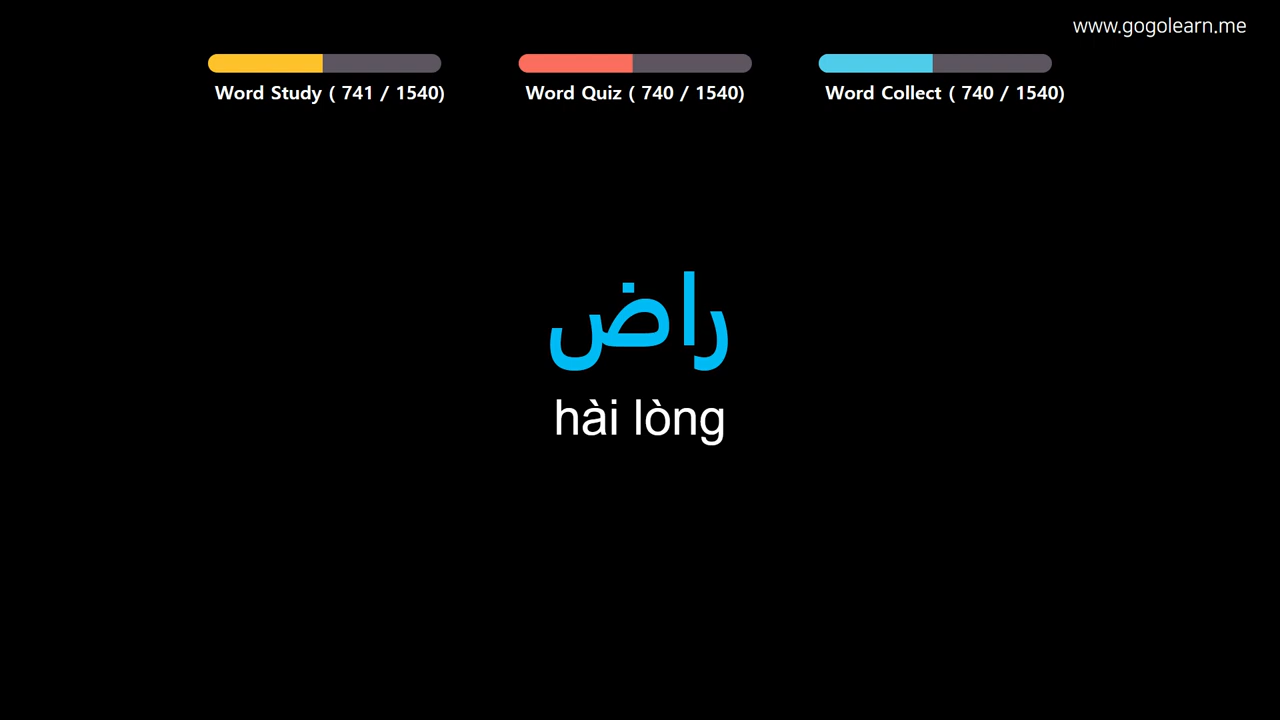 www.gogolearn.me
Word Study ( 741 / 1540)
Word Quiz ( 740 / 1540)
Word Collect ( 740 / 1540)
راض
hài lòng